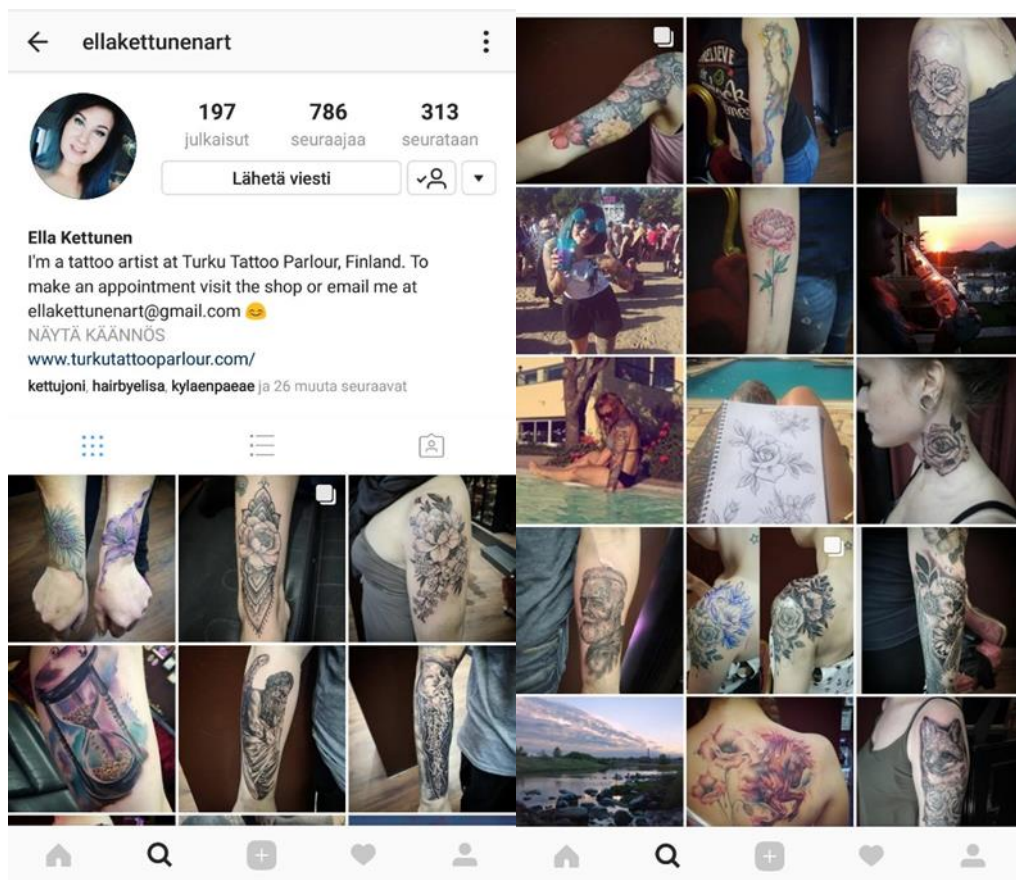 ellakettunenart
197 786 313
julkaisut seuraajaa seurataan
Lähetä viesti
Ella Kettunen
I'm a tattoo artist at Turku Tattoo Parlour, Finland. To
make an appointment visit the shop or email me at
ellakettunenart@gmail.com 😊
NÄYTÄ KÄÄNNÖS
www.turkutattooparlour.com/
kettujoni, hairbyelisa, kylaenpaeae ja 26 muuta seuraavat